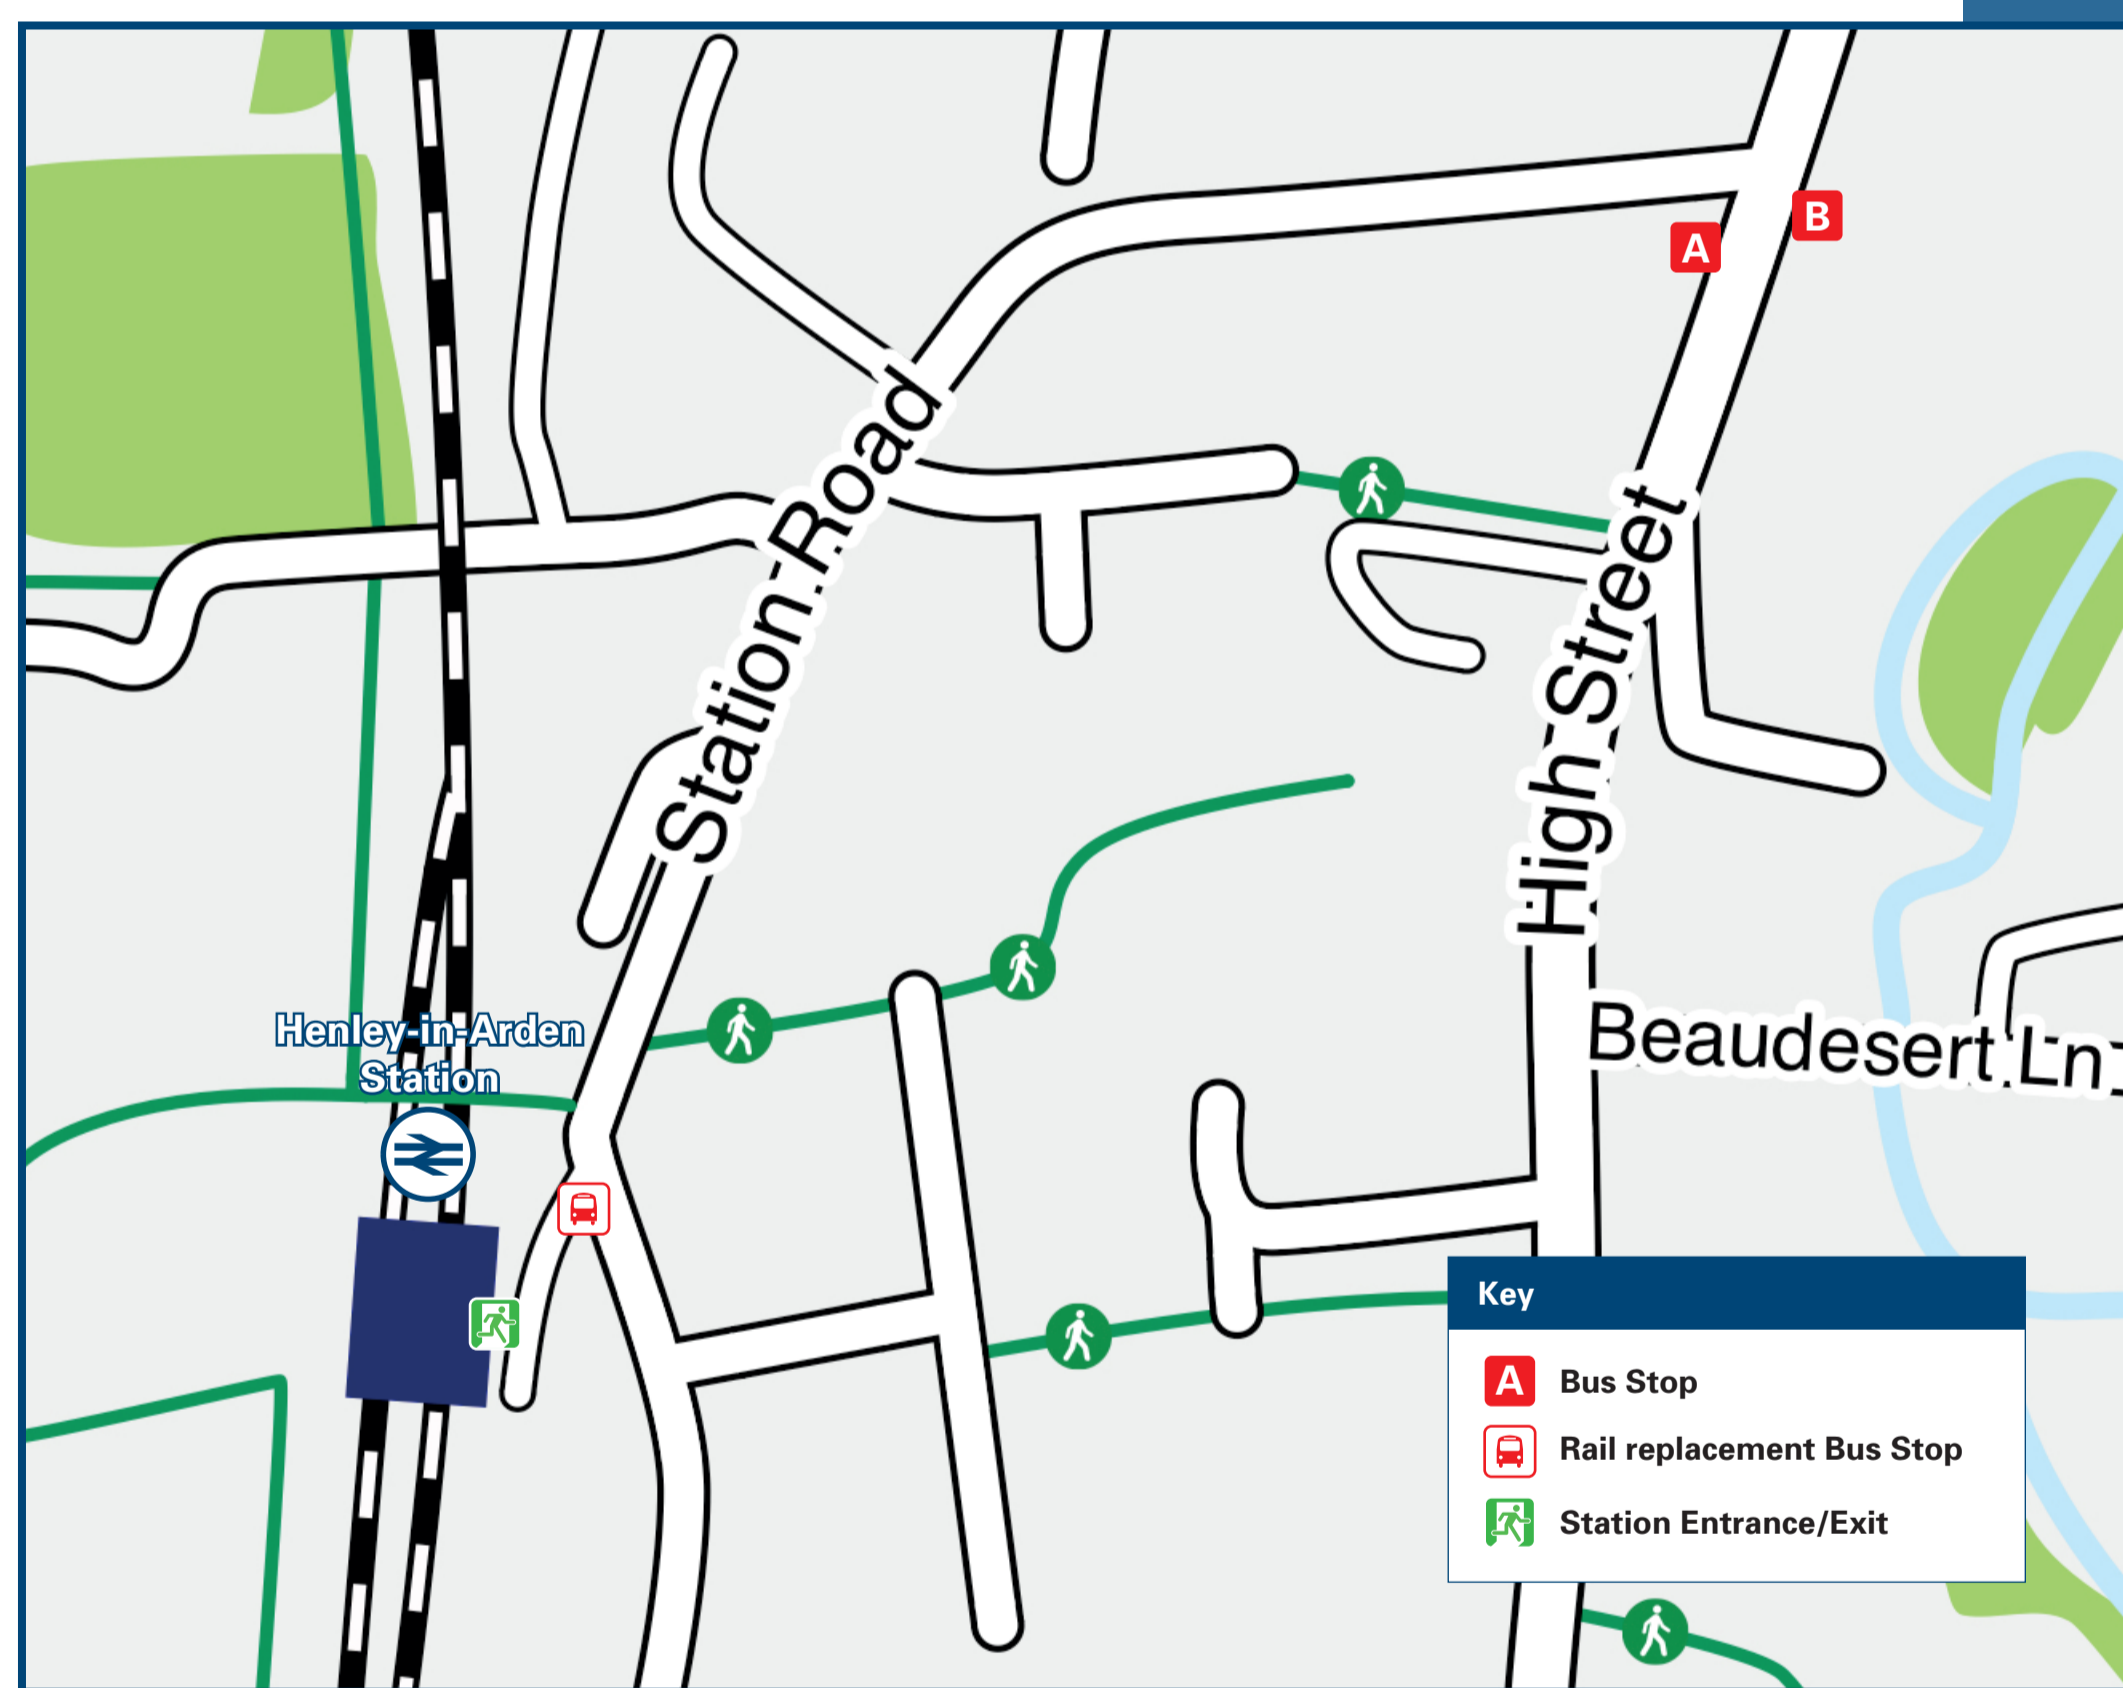 B
A
Station Road
High Street
Beaudesert Ln
Henley-in-Arden
Station
Key
A Bus Stop
Rail replacement Bus Stop
Station Entrance/Exit